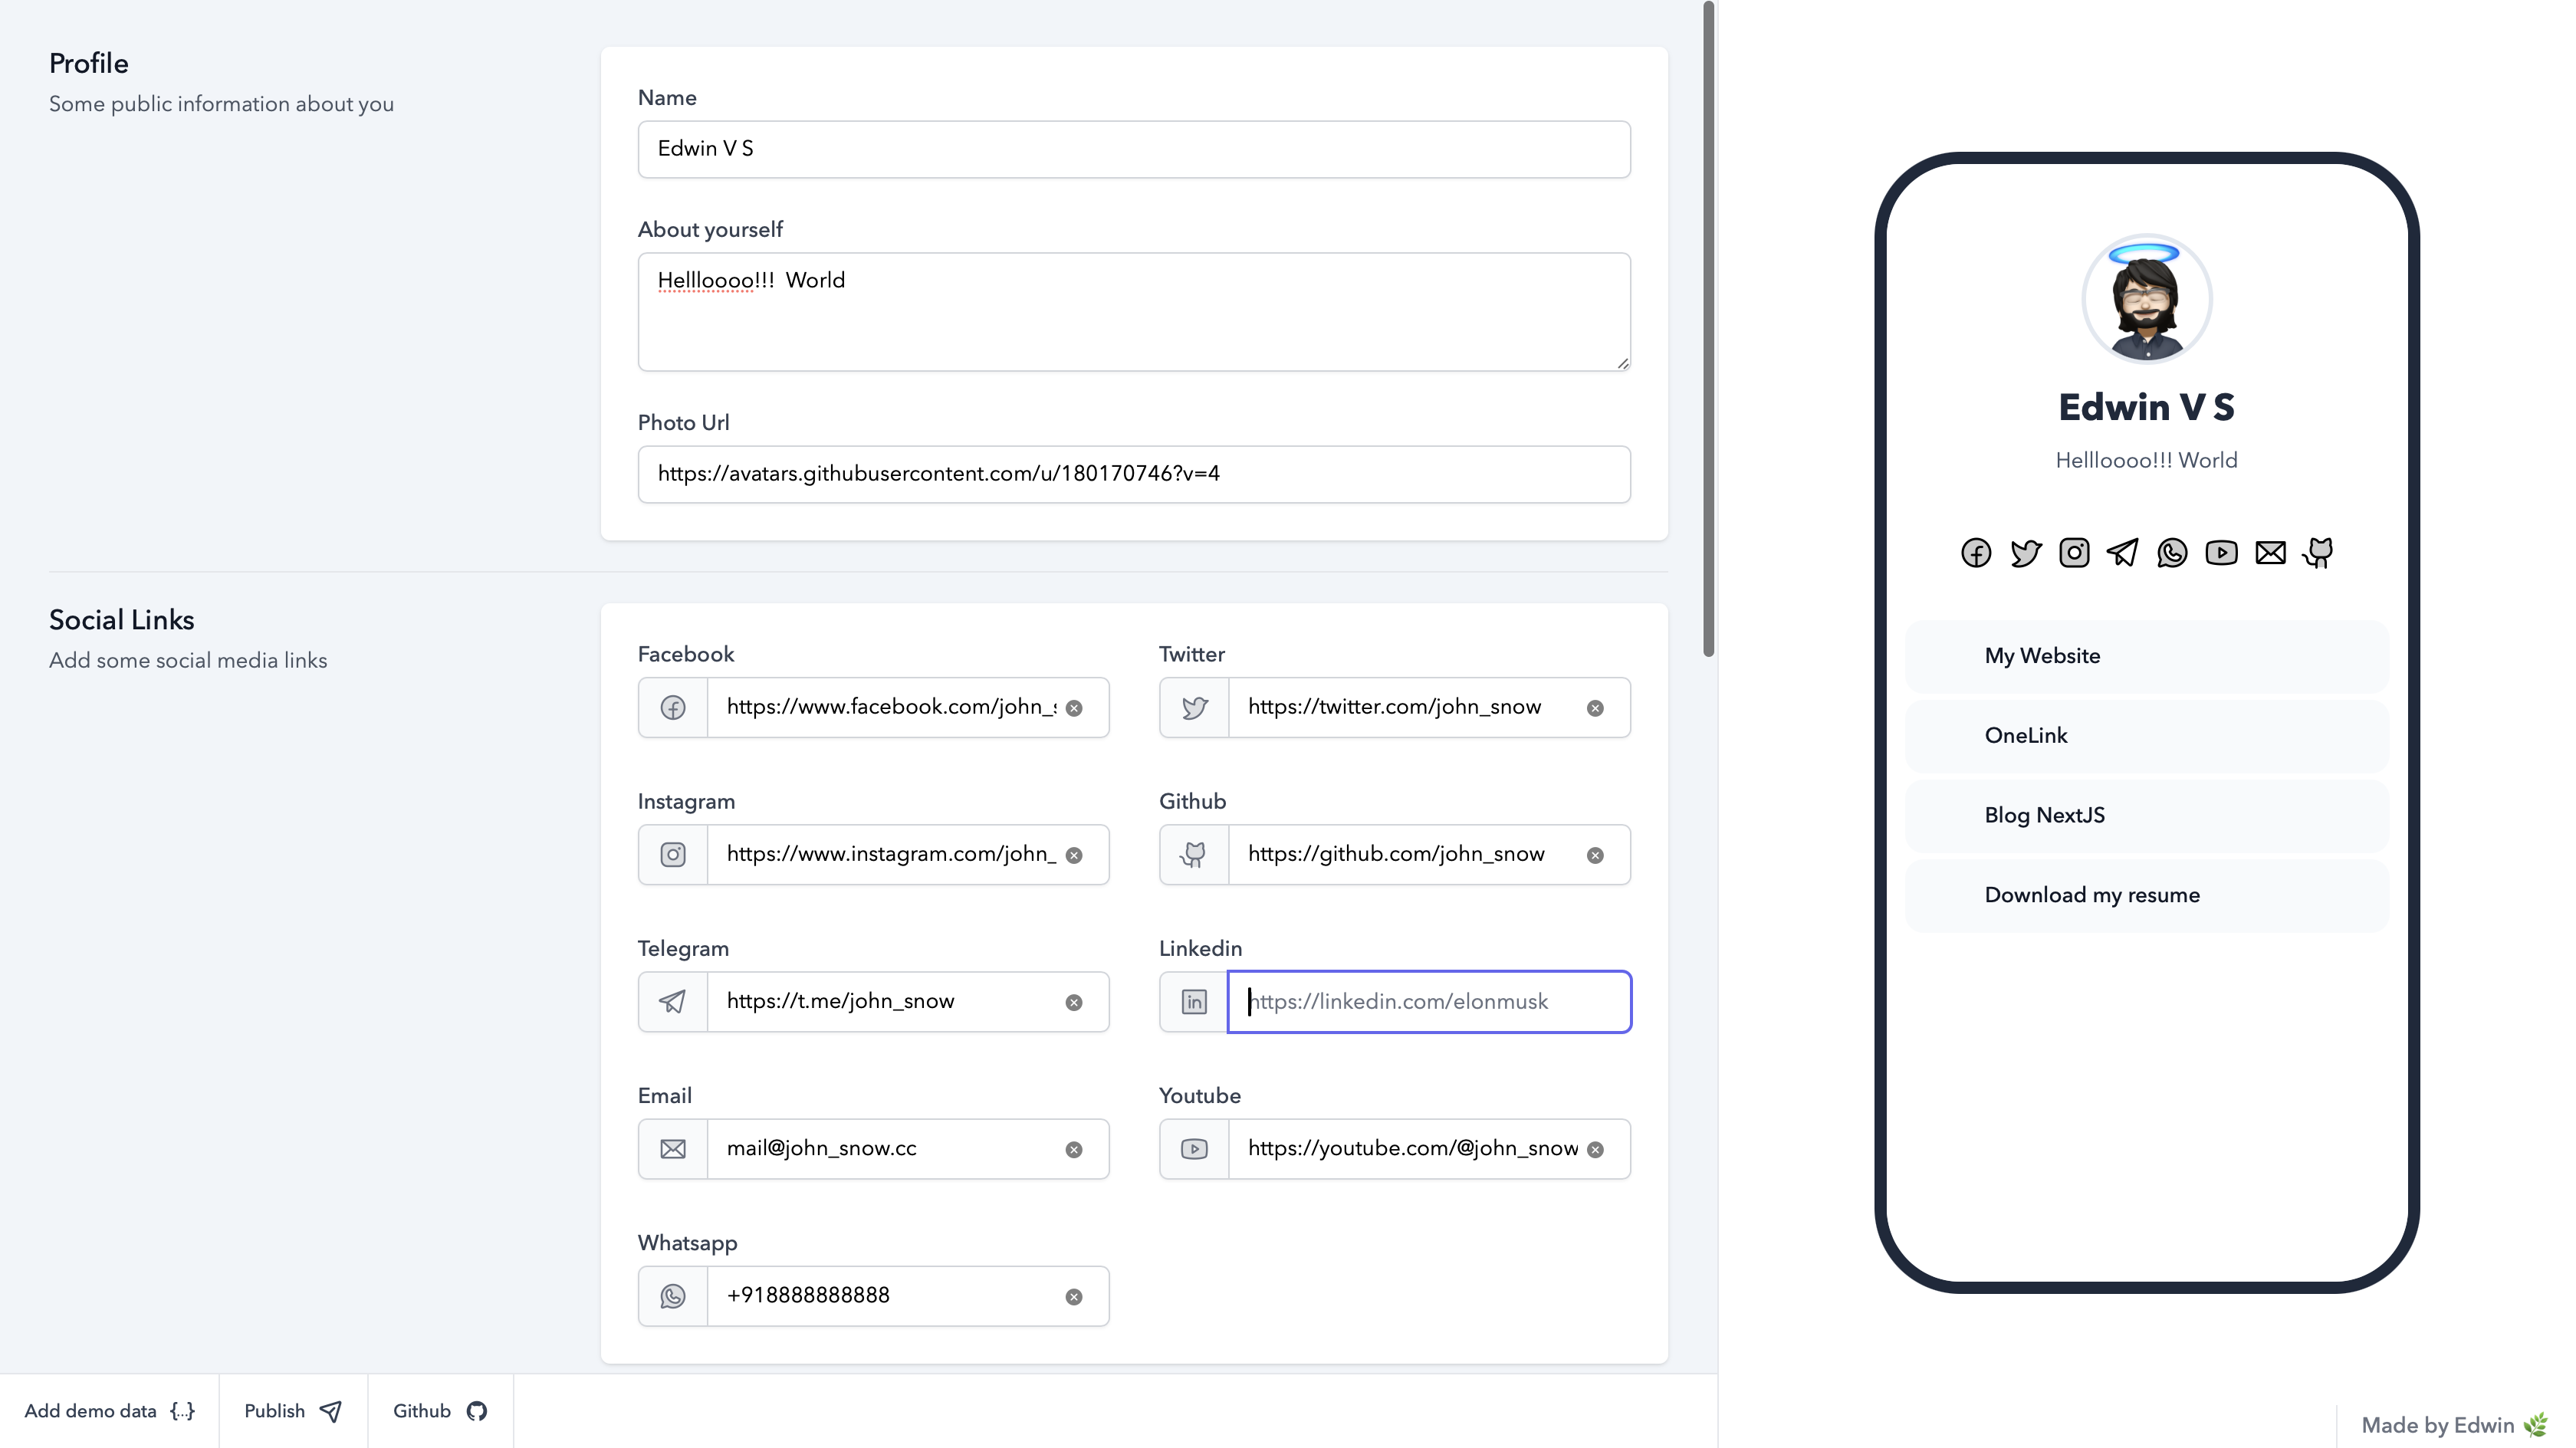 Profile
Some public information about you
Name
Edwin V S
About yourself
Hellloooo!!!  World
Photo Url
https://avatars.githubusercontent.com/u/180170746?v=4
Social Links
Add some social media links
Facebook
https://www.facebook.com/john_s
Twitter
https://twitter.com/john_snow
Instagram
https://www.instagram.com/john_
Github
https://github.com/john_snow
Telegram
https://t.me/john_snow
Linkedin
https://linkedin.com/elonmusk
Email
mail@john_snow.cc
Youtube
https://youtube.com/@john_snow
Whatsapp
+918888888888
Add demo data {...}
Publish
Github
Edwin V S
Hellloooo!!! World
My Website
OneLink
Blog NextJS
Download my resume
Made by Edwin 🌿